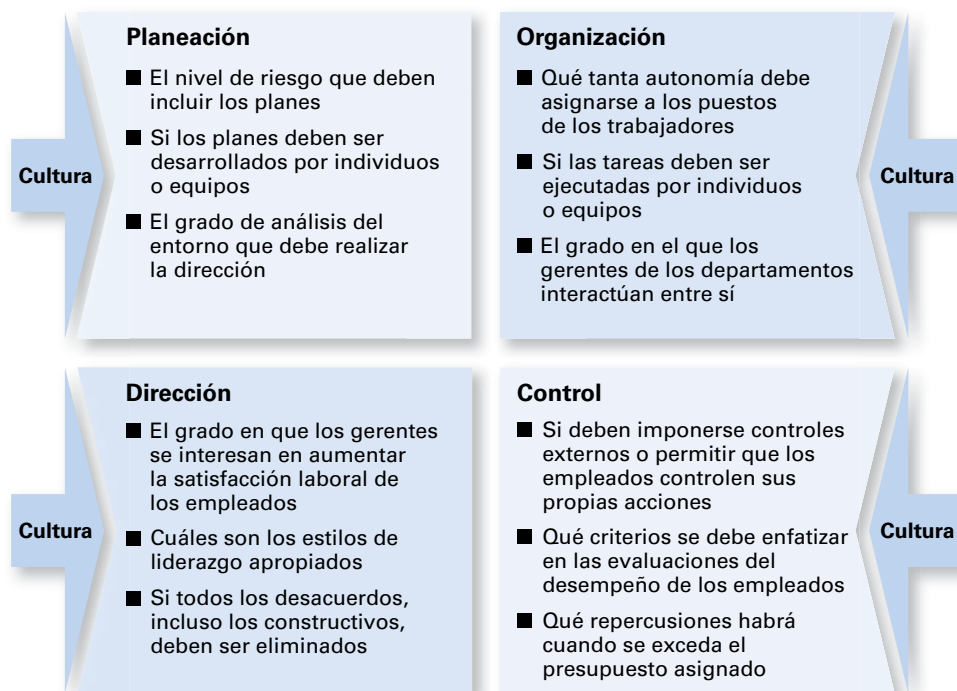 Planeación
■ El nivel de riesgo que deben
incluir los planes
■ Si los planes deben ser
desarrollados por individuos
o equipos
■ El grado de análisis del
entorno que debe realizar
la dirección
Cultura
Organización
■ Qué tanta autonomía debe
asignarse a los puestos
de los trabajadores
■ Si las tareas deben ser
ejecutadas por individuos
o equipos
■ El grado en el que los
gerentes de los departamentos
interactúan entre sí
Cultura
Dirección
■ El grado en que los gerentes
se interesan en aumentar
la satisfacción laboral de
los empleados
■ Cuáles son los estilos de
liderazgo apropiados
■ Si todos los desacuerdos,
incluso los constructivos,
deben ser eliminados
Cultura
Control
■ Si deben imponerse controles
externos o permitir que los
empleados controlen sus
propias acciones
■ Qué criterios se debe enfatizar
en las evaluaciones del
desempeño de los empleados
■ Qué repercusiones habrá
cuando se exceda el
presupuesto asignado
Cultura